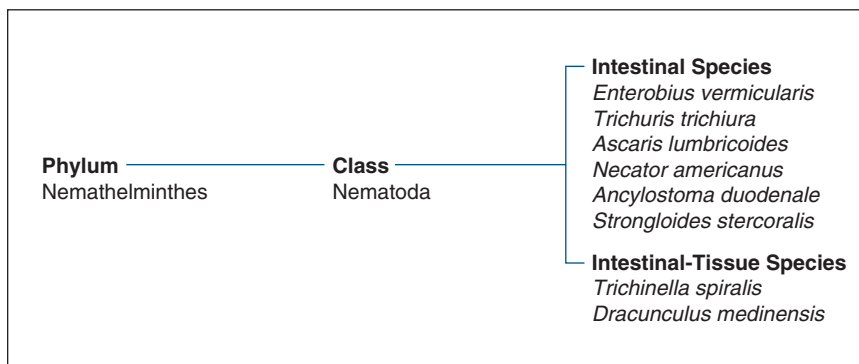 Phylum
Nemathelminthes
Class
Nematoda
Intestinal Species
Enterobius vermicularis
Trichuris trichiura
Ascaris lumbricoides
Necator americanus
Ancylostoma duodenale
Strongloides stercoralis
Intestinal-Tissue Species
Trichinella spiralis
Dracunculus medinensis